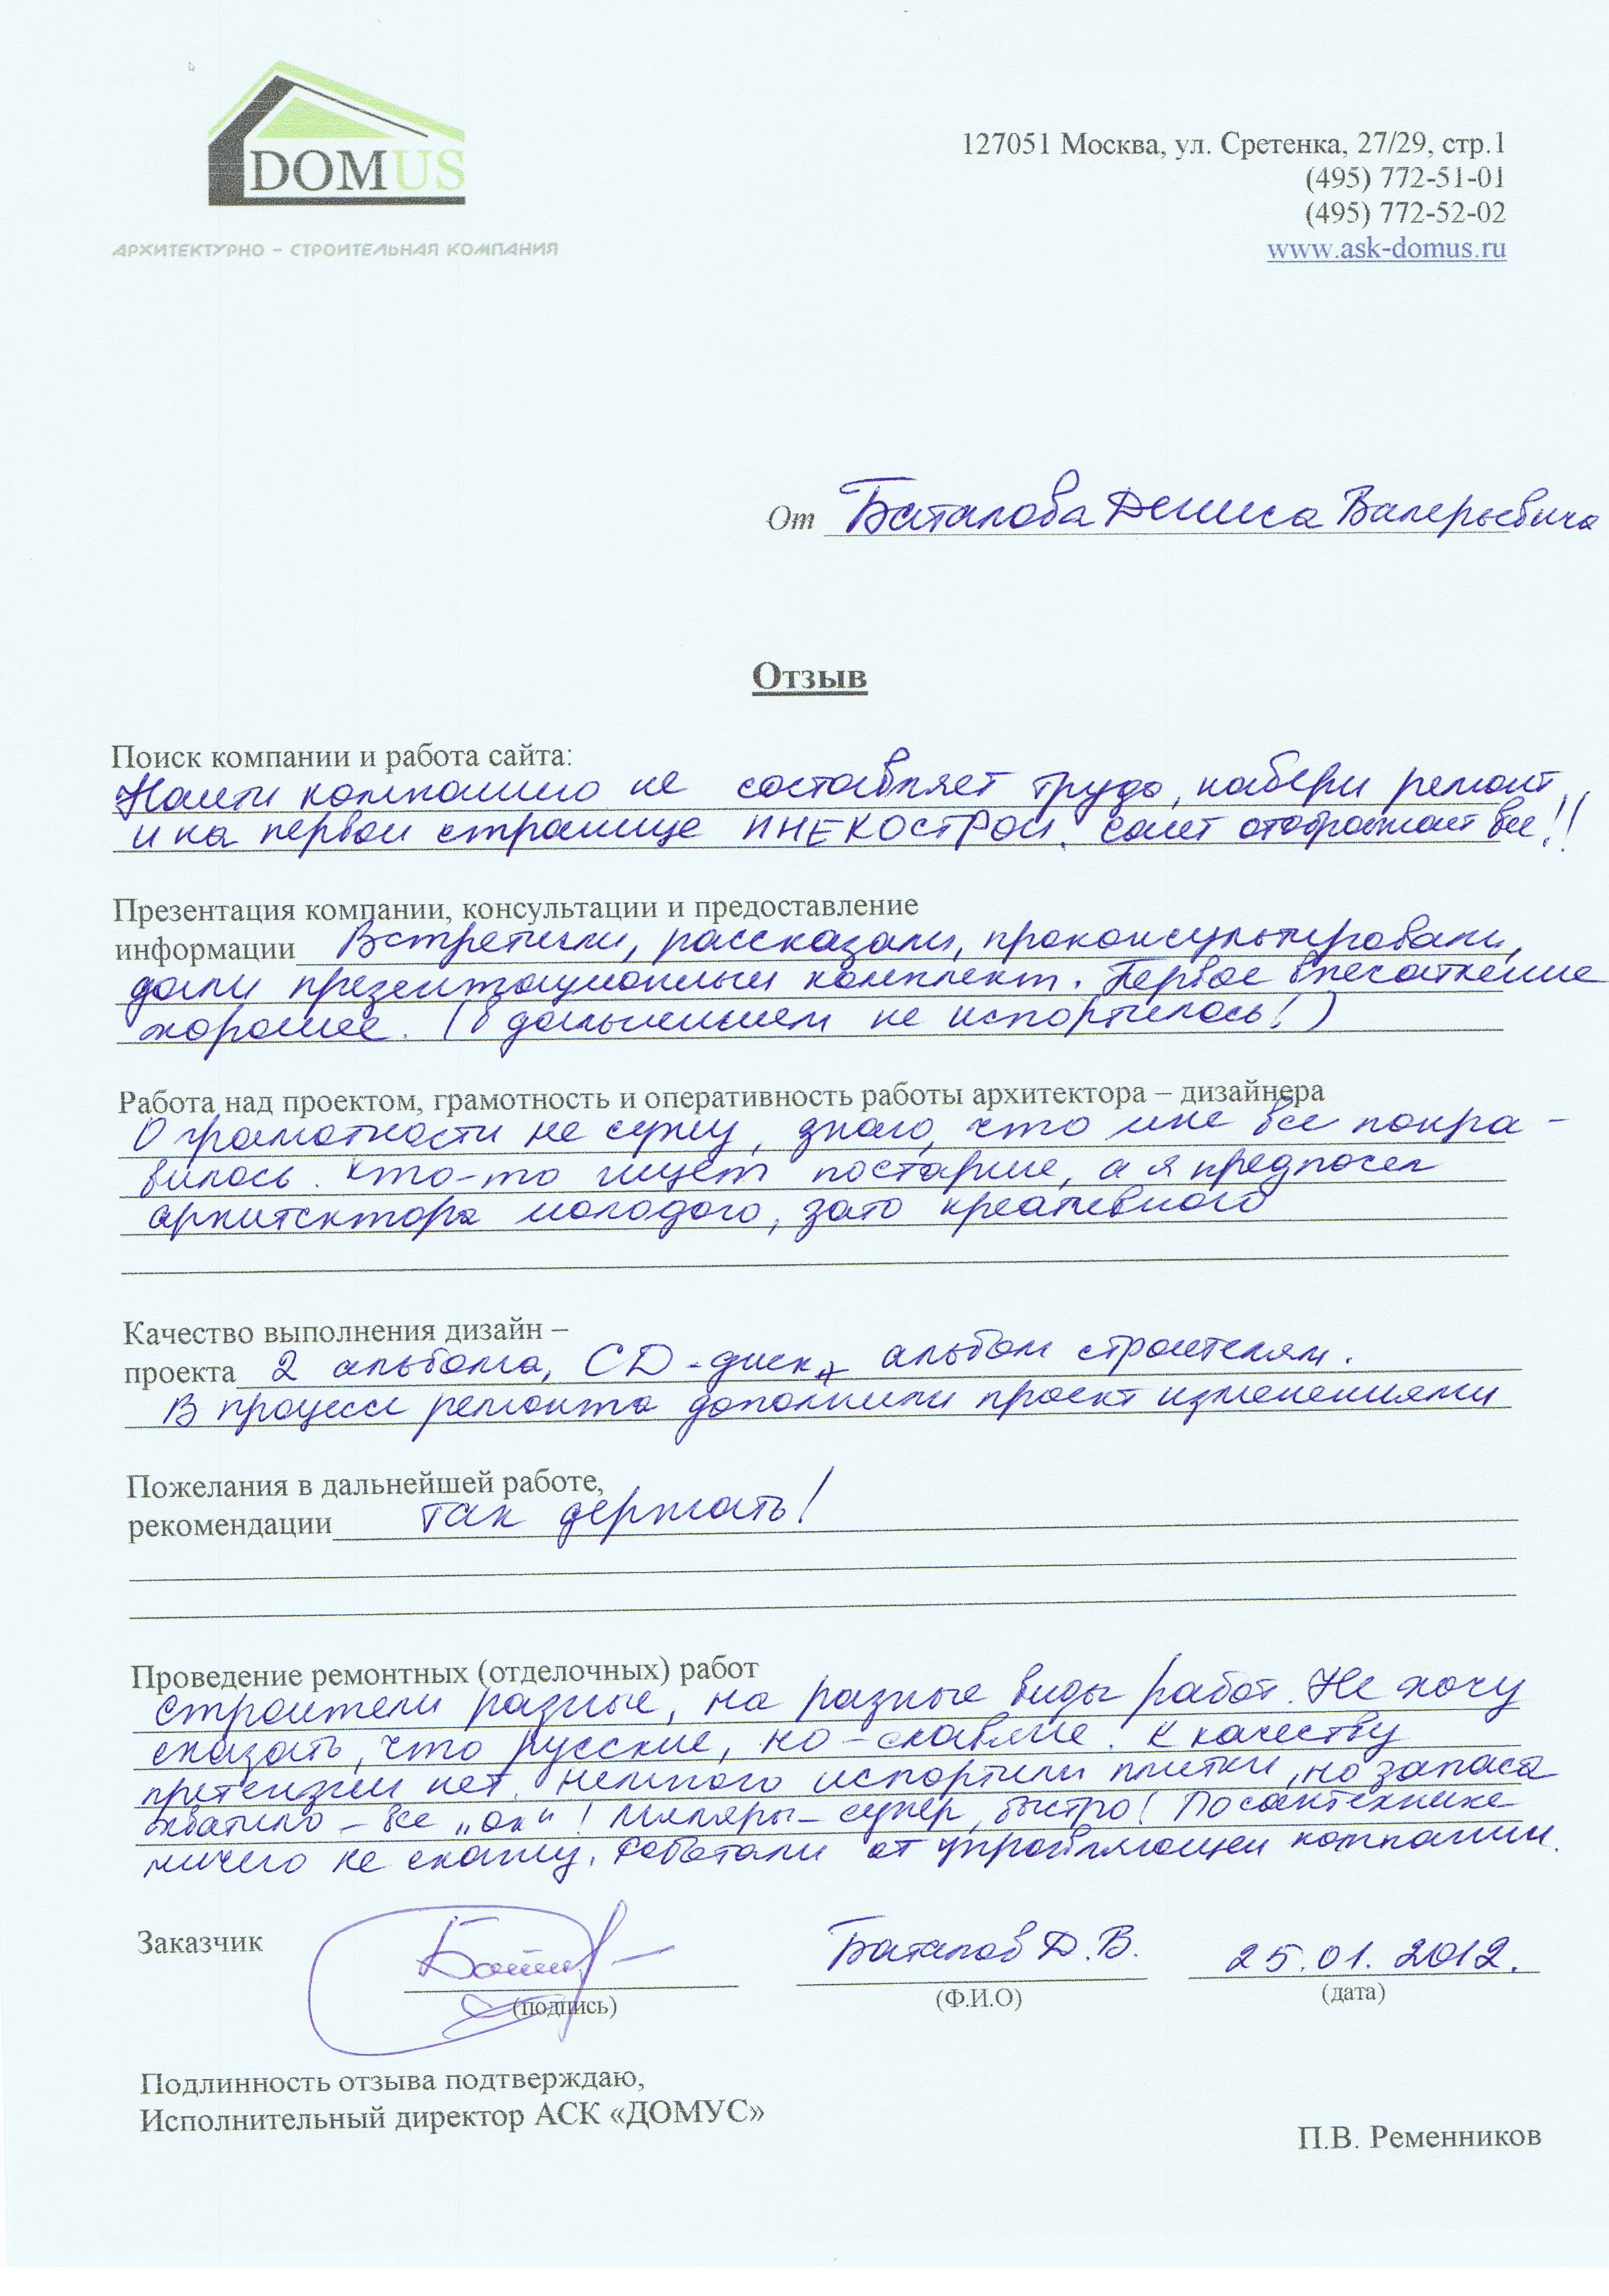 DOMUS
АРХИТЕКТУРНО – СТРОИТЕЛЬНАЯ КОМПАНИЯ
127051 Москва, ул. Сретенка, 27/29, стр.1
(495) 772-51-01
(495) 772-52-02
www.ask-domus.ru
От Баталова Дениса Валерьевича
Отзыв
Поиск компании и работа сайта:
Найти компанию не составляет труда, набери ремонт,
и на первой странице ИНЕКОСТРОЙ. Сайт отображает все!!
Презентация компании, консультации и предоставление
информации Встретили, рассказали, проконсультировали,
дали презентационный комплект. Первое впечатление
хорошее. (в дальнейшем не испортилось!)
Работа над проектом, грамотность и оперативность работы архитектора – дизайнера
О грамотности не сужу, знаю, что мне все понра-
вилось. Кто-то ищет постарше, а я предпочел
архитектора молодого, зато креативного
Качество выполнения дизайн –
проекта 2 альбома, CD-диск, альбом строителям.
В процессе ремонта дополнили проект изменениями
Пожелания в дальнейшей работе,
рекомендации так держать!
Проведение ремонтных (отделочных) работ
Строители разные, на разные виды работ. Не хочу
сказать, что русские, но – славяне. К качеству
претензий нет. Немного испортили плитки, но запаса
хватило – все "ок"! Маляры – супер, быстро! По сантехнике
ничего не скажу. Работали от управляющей компании.
Заказчик
Баталов Д.В.
25.01.2012.
(подпись)
(Ф.И.О)
(дата)
Подлинность отзыва подтверждаю,
Исполнительный директор АСК «ДОМУС»
П.В. Ременников